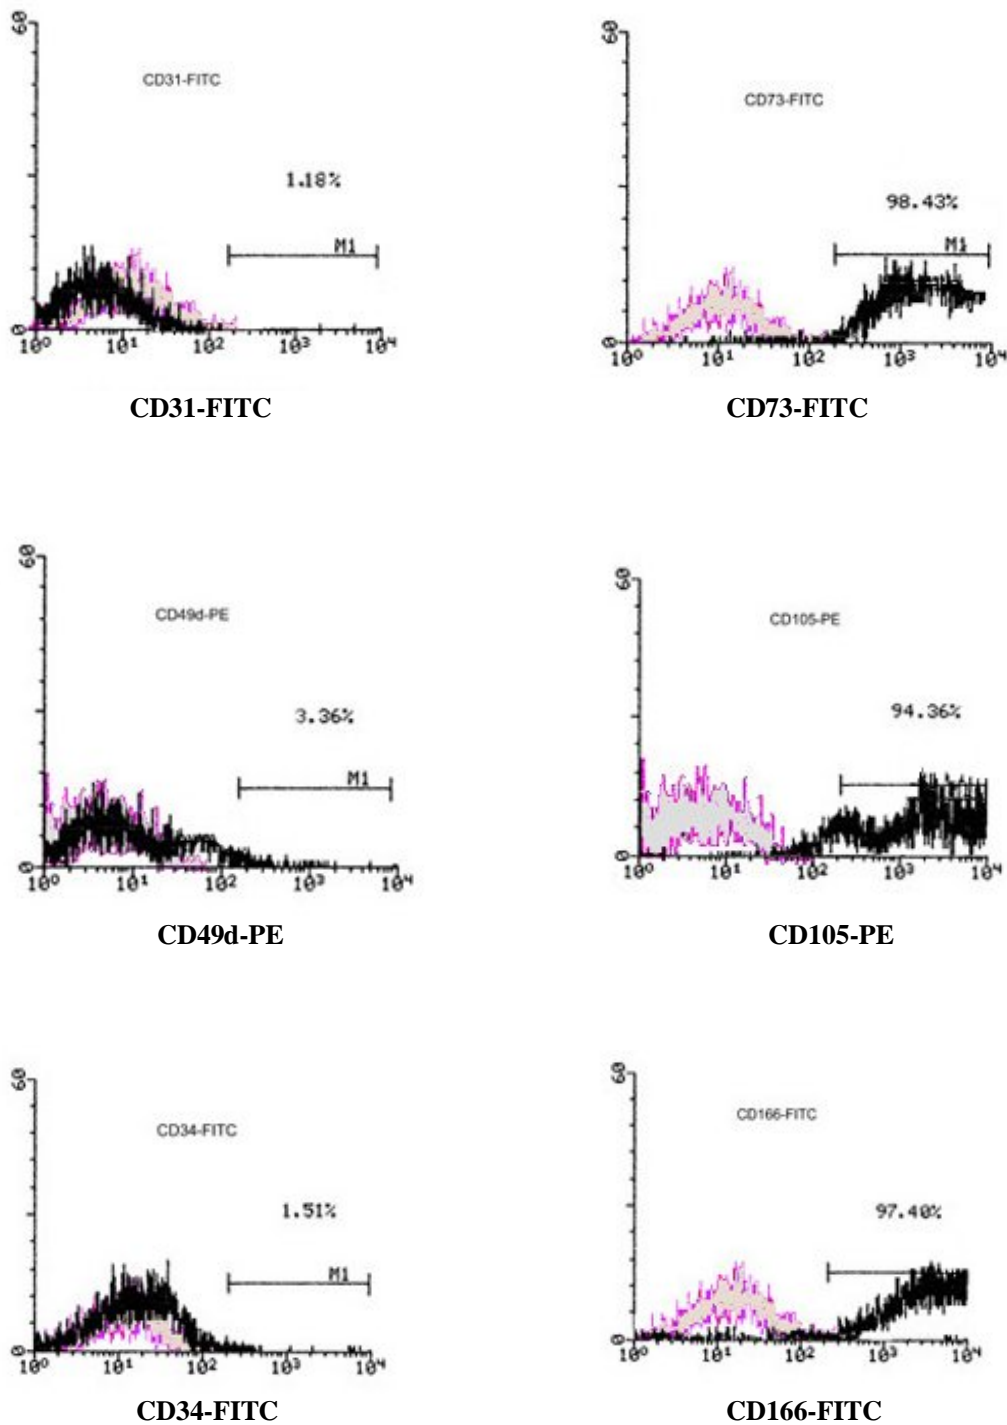 60
CD31-FITC
1.18%
M1
0
10⁰ 10¹ 10² 10³ 10⁴
CD31-FITC
60
CD73-FITC
98.43%
M1
0
10⁰ 10¹ 10² 10³ 10⁴
CD73-FITC
60
CD49d-PE
3.36%
M1
0
10⁰ 10¹ 10² 10³ 10⁴
CD49d-PE
60
CD105-PE
94.36%
0
10⁰ 10¹ 10² 10³ 10⁴
CD105-PE
60
CD34-FITC
1.51%
M1
0
10⁰ 10¹ 10² 10³ 10⁴
CD34-FITC
60
CD166-FITC
97.40%
0
10⁰ 10¹ 10² 10³ 10⁴
CD166-FITC